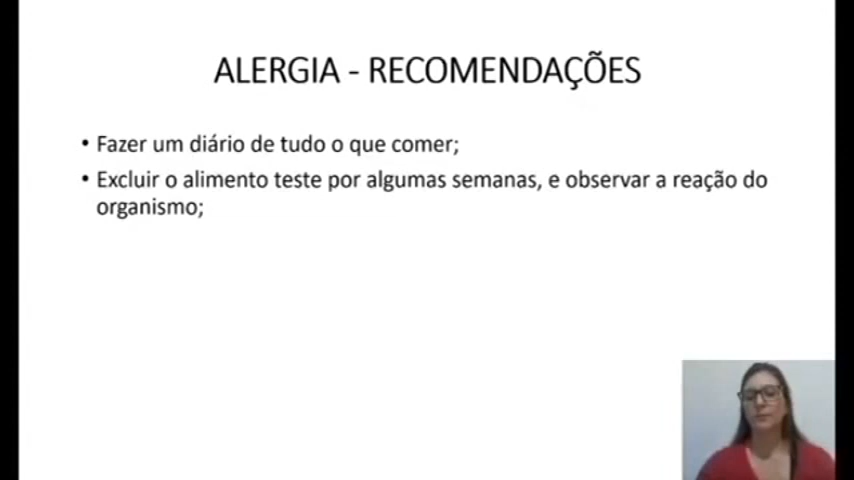 ALERGIA - RECOMENDAÇÕES
• Fazer um diário de tudo o que comer;
• Excluir o alimento teste por algumas semanas, e observar a reação do
organismo;